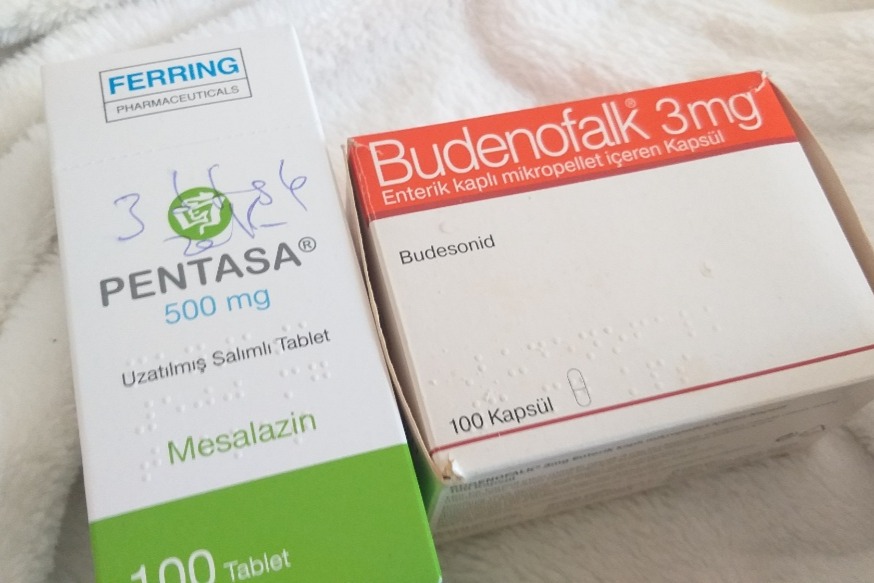 FERRING
PHARMACEUTICALS
3
PENTASA®
500 mg
Uzatılmış Salımlı Tablet
Mesalazin
100 Tablet
Budenofalk® 3mg
Enterik kaplı mikropellet içeren Kapsül
Budesonid
100 Kapsül